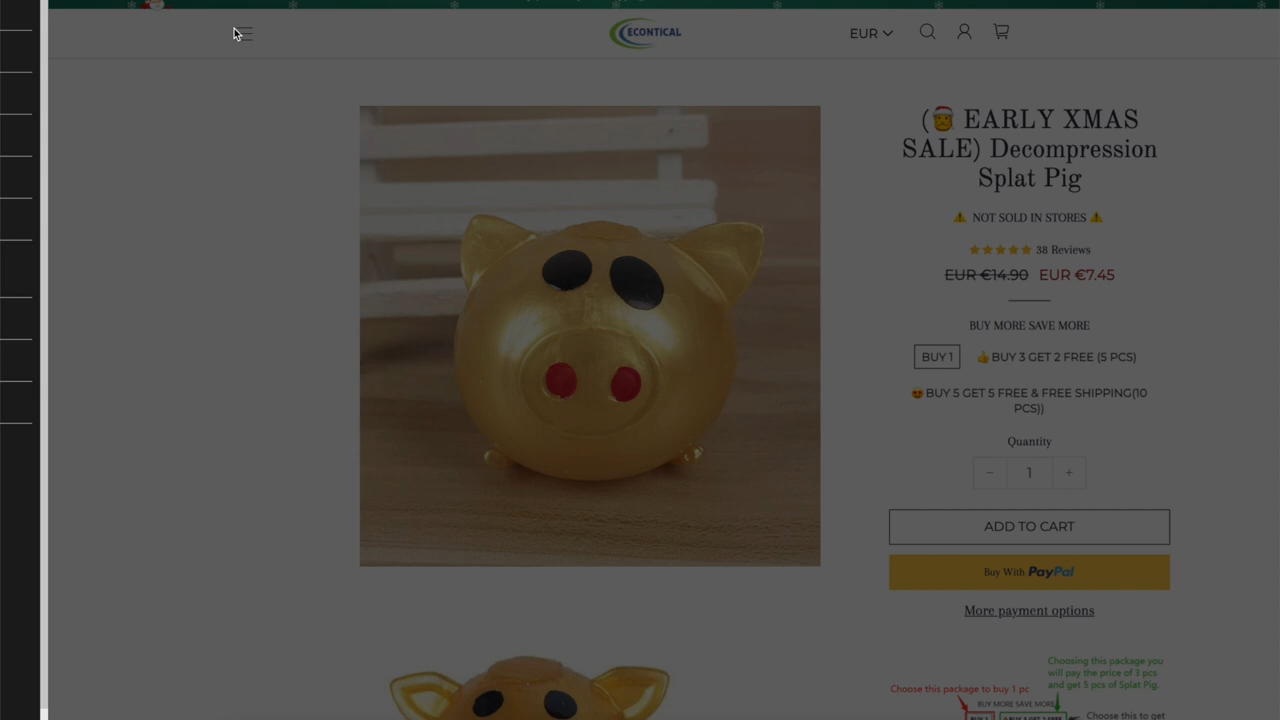 ECONTICAL
EUR
(🎅 EARLY XMAS
SALE) Decompression
Splat Pig
⚠️ NOT SOLD IN STORES ⚠️
38 Reviews
EUR €14.90 EUR €7.45
BUY MORE SAVE MORE
BUY 1 👍BUY 3 GET 2 FREE (5 PCS)
😍BUY 5 GET 5 FREE & FREE SHIPPING(10
PCS))
Quantity
− 1 +
ADD TO CART
Buy With PayPal
More payment options
Choosing this package you
will pay the price of 3 pcs
and get 5 pcs of Splat Pig.
Choose this package to buy 1 pc
BUY MORE SAVE MORE
Choose this to get